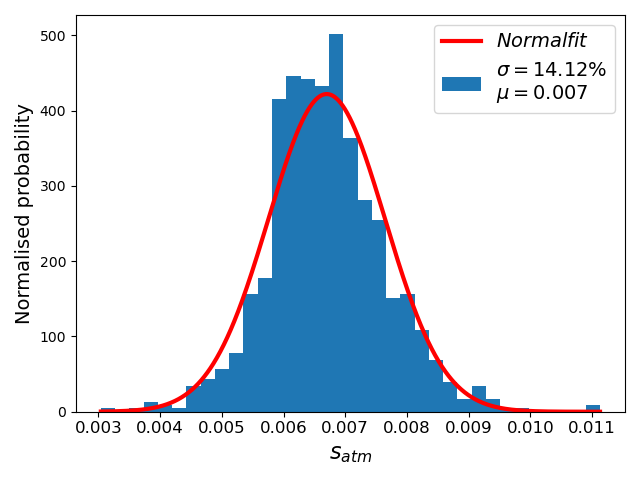 500
400
300
200
100
0
Normalised probability
Normalfit
σ = 14.12%
μ = 0.007
0.003 0.004 0.005 0.006 0.007 0.008 0.009 0.010 0.011
s_atm